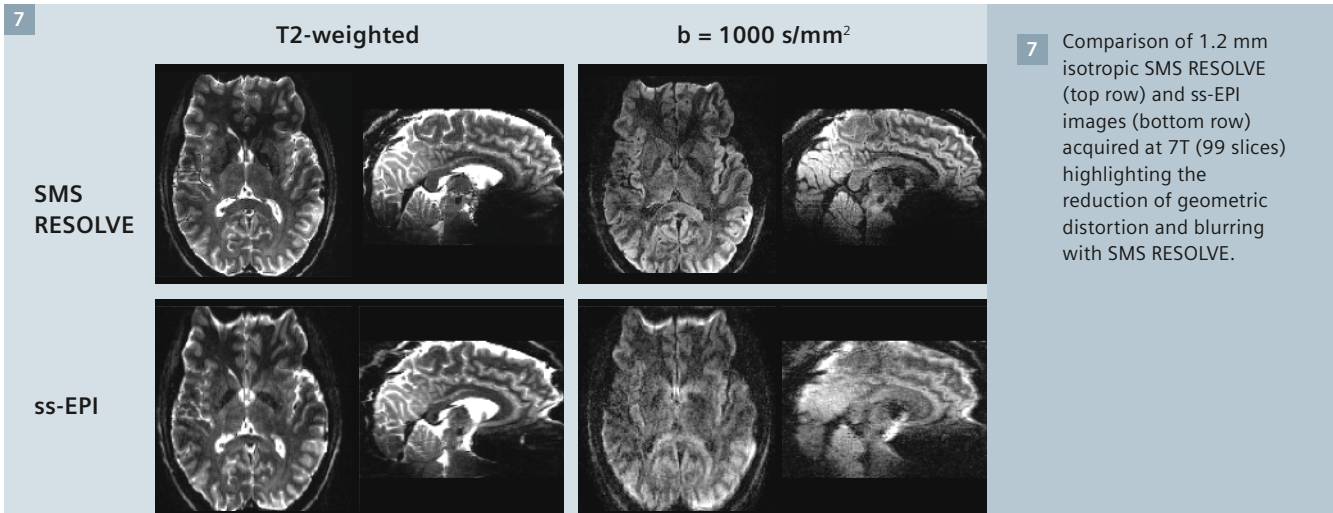 7
T2-weighted
b = 1000 s/mm²
SMS
RESOLVE
ss-EPI
7
Comparison of 1.2 mm
isotropic SMS RESOLVE
(top row) and ss-EPI
images (bottom row)
acquired at 7T (99 slices)
highlighting the
reduction of geometric
distortion and blurring
with SMS RESOLVE.